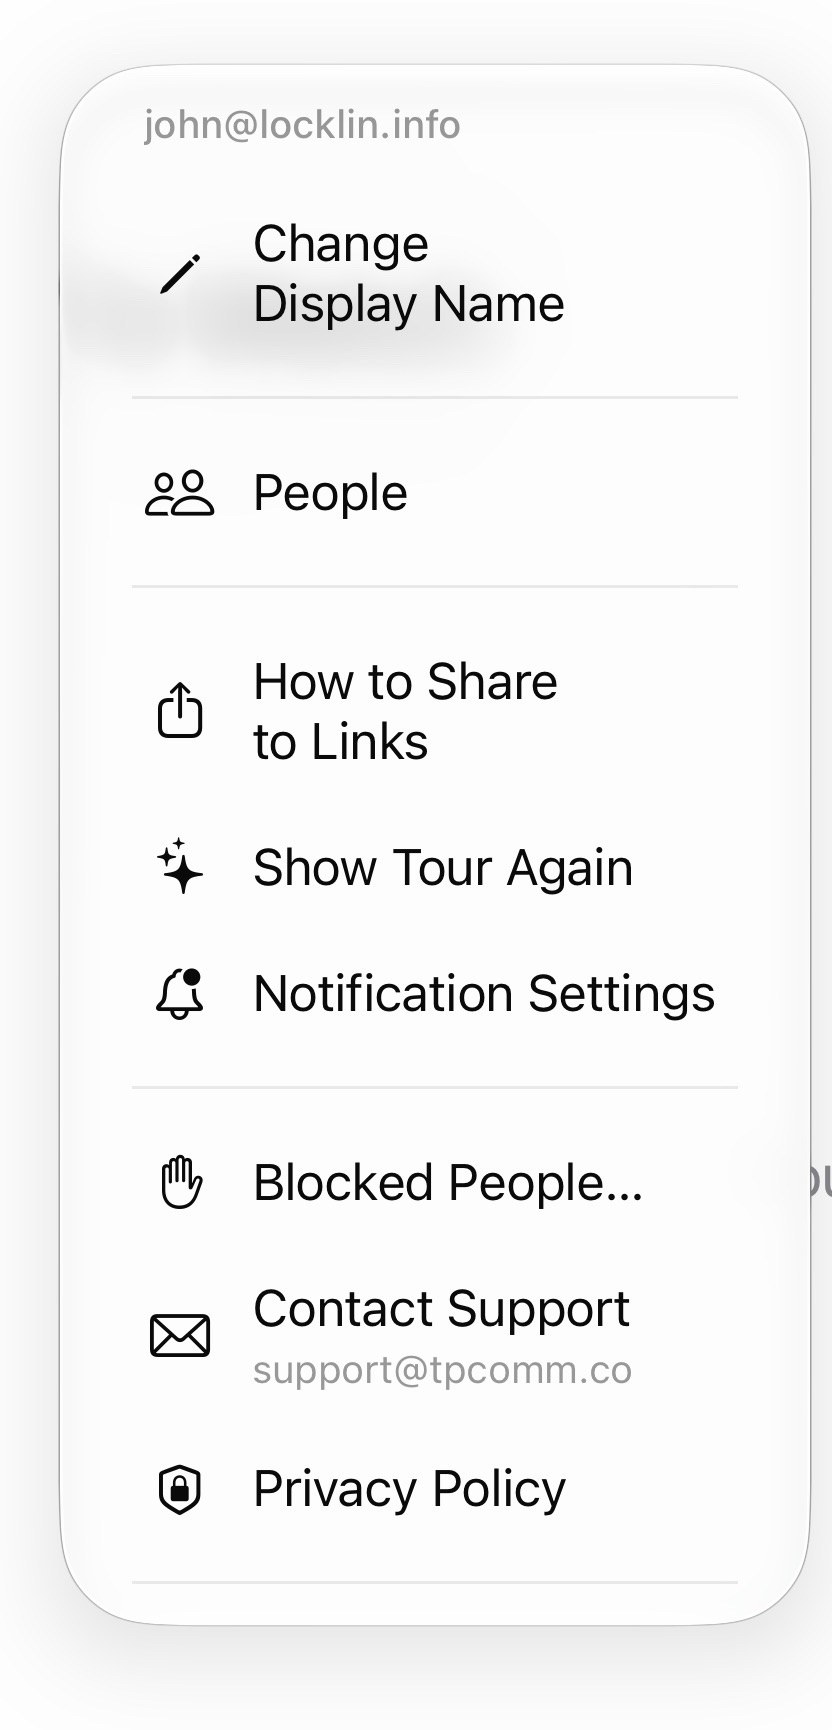 john@locklin.info
Change
Display Name
People
How to Share
to Links
Show Tour Again
Notification Settings
Blocked People...
Contact Support
support@tpcomm.co
Privacy Policy